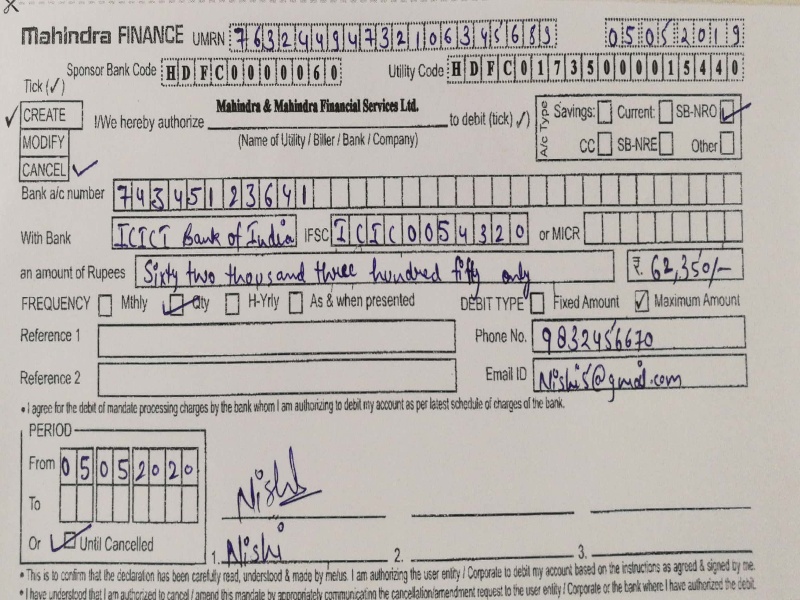 Mahindra FINANCE UMRN 7632449473210634568 05052019
Sponsor Bank Code HDFC0000060 Utility Code HDFC01735000015440
Tick (✓)
CREATE
MODIFY
CANCEL
I/We hereby authorize Mahindra & Mahindra Financial Services Ltd. to debit (tick ✓)
(Name of Utility / Biller / Bank / Company)
A/c Type Savings: Current: SB-NRO
CC SB-NRE Other
Bank a/c number 74345123641
With Bank ICICI Bank of India IFSC ICIC0054320 or MICR
an amount of Rupees Sixty two thousand three hundred fifty only ₹. 62,350/-
FREQUENCY Mthly Qty H-Yrly As & when presented DEBIT TYPE Fixed Amount Maximum Amount
Reference 1 Phone No. 9832456670
Reference 2 Email ID Nishi5@gmail.com
• I agree for the debit of mandate processing charges by the bank whom I am authorizing to debit my account as per latest schedule of charges of the bank.
PERIOD
From 05052020
To
Or Until Cancelled
Nishi
1. Nishi 2. 3.
• This is to confirm that the declaration has been carefully read, understood & made by me/us. I am authorizing the user entity / Corporate to debit my account based on the instructions as agreed & signed by me.
• I have understood that I am authorized to cancel / amend this mandate by appropriately communicating the cancellation/amendment request to the user entity / Corporate or the bank where I have authorized the debit.